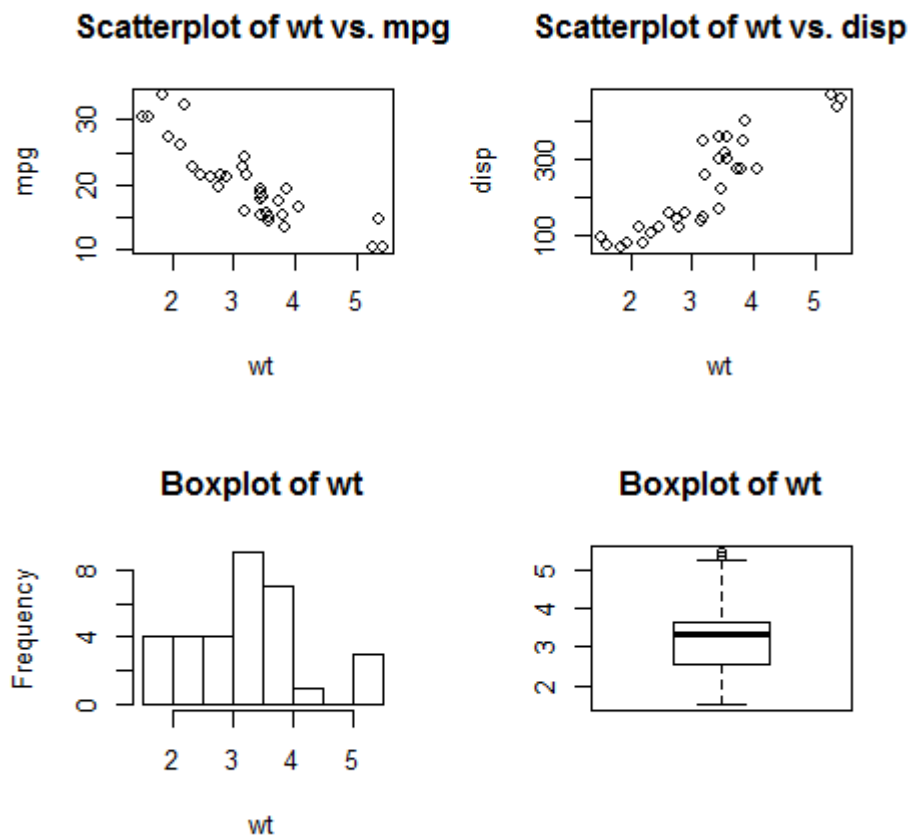 Scatterplot of wt vs. mpg
mpg
10 20 30
2 3 4 5
wt
Scatterplot of wt vs. disp
disp
100 300
2 3 4 5
wt
Boxplot of wt
Frequency
0 4 8
2 3 4 5
wt
Boxplot of wt
2 3 4 5